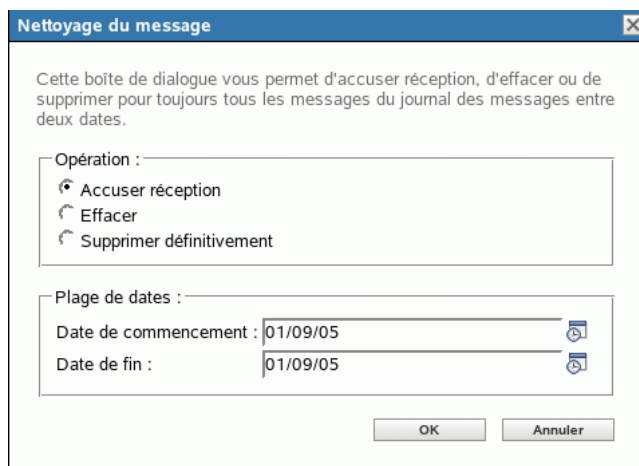 Nettoyage du message
Cette boîte de dialogue vous permet d'accuser réception, d'effacer ou de
supprimer pour toujours tous les messages du journal des messages entre
deux dates.
Opération :
Accuser réception
Effacer
Supprimer définitivement
Plage de dates :
Date de commencement : 01/09/05
Date de fin : 01/09/05
OK Annuler